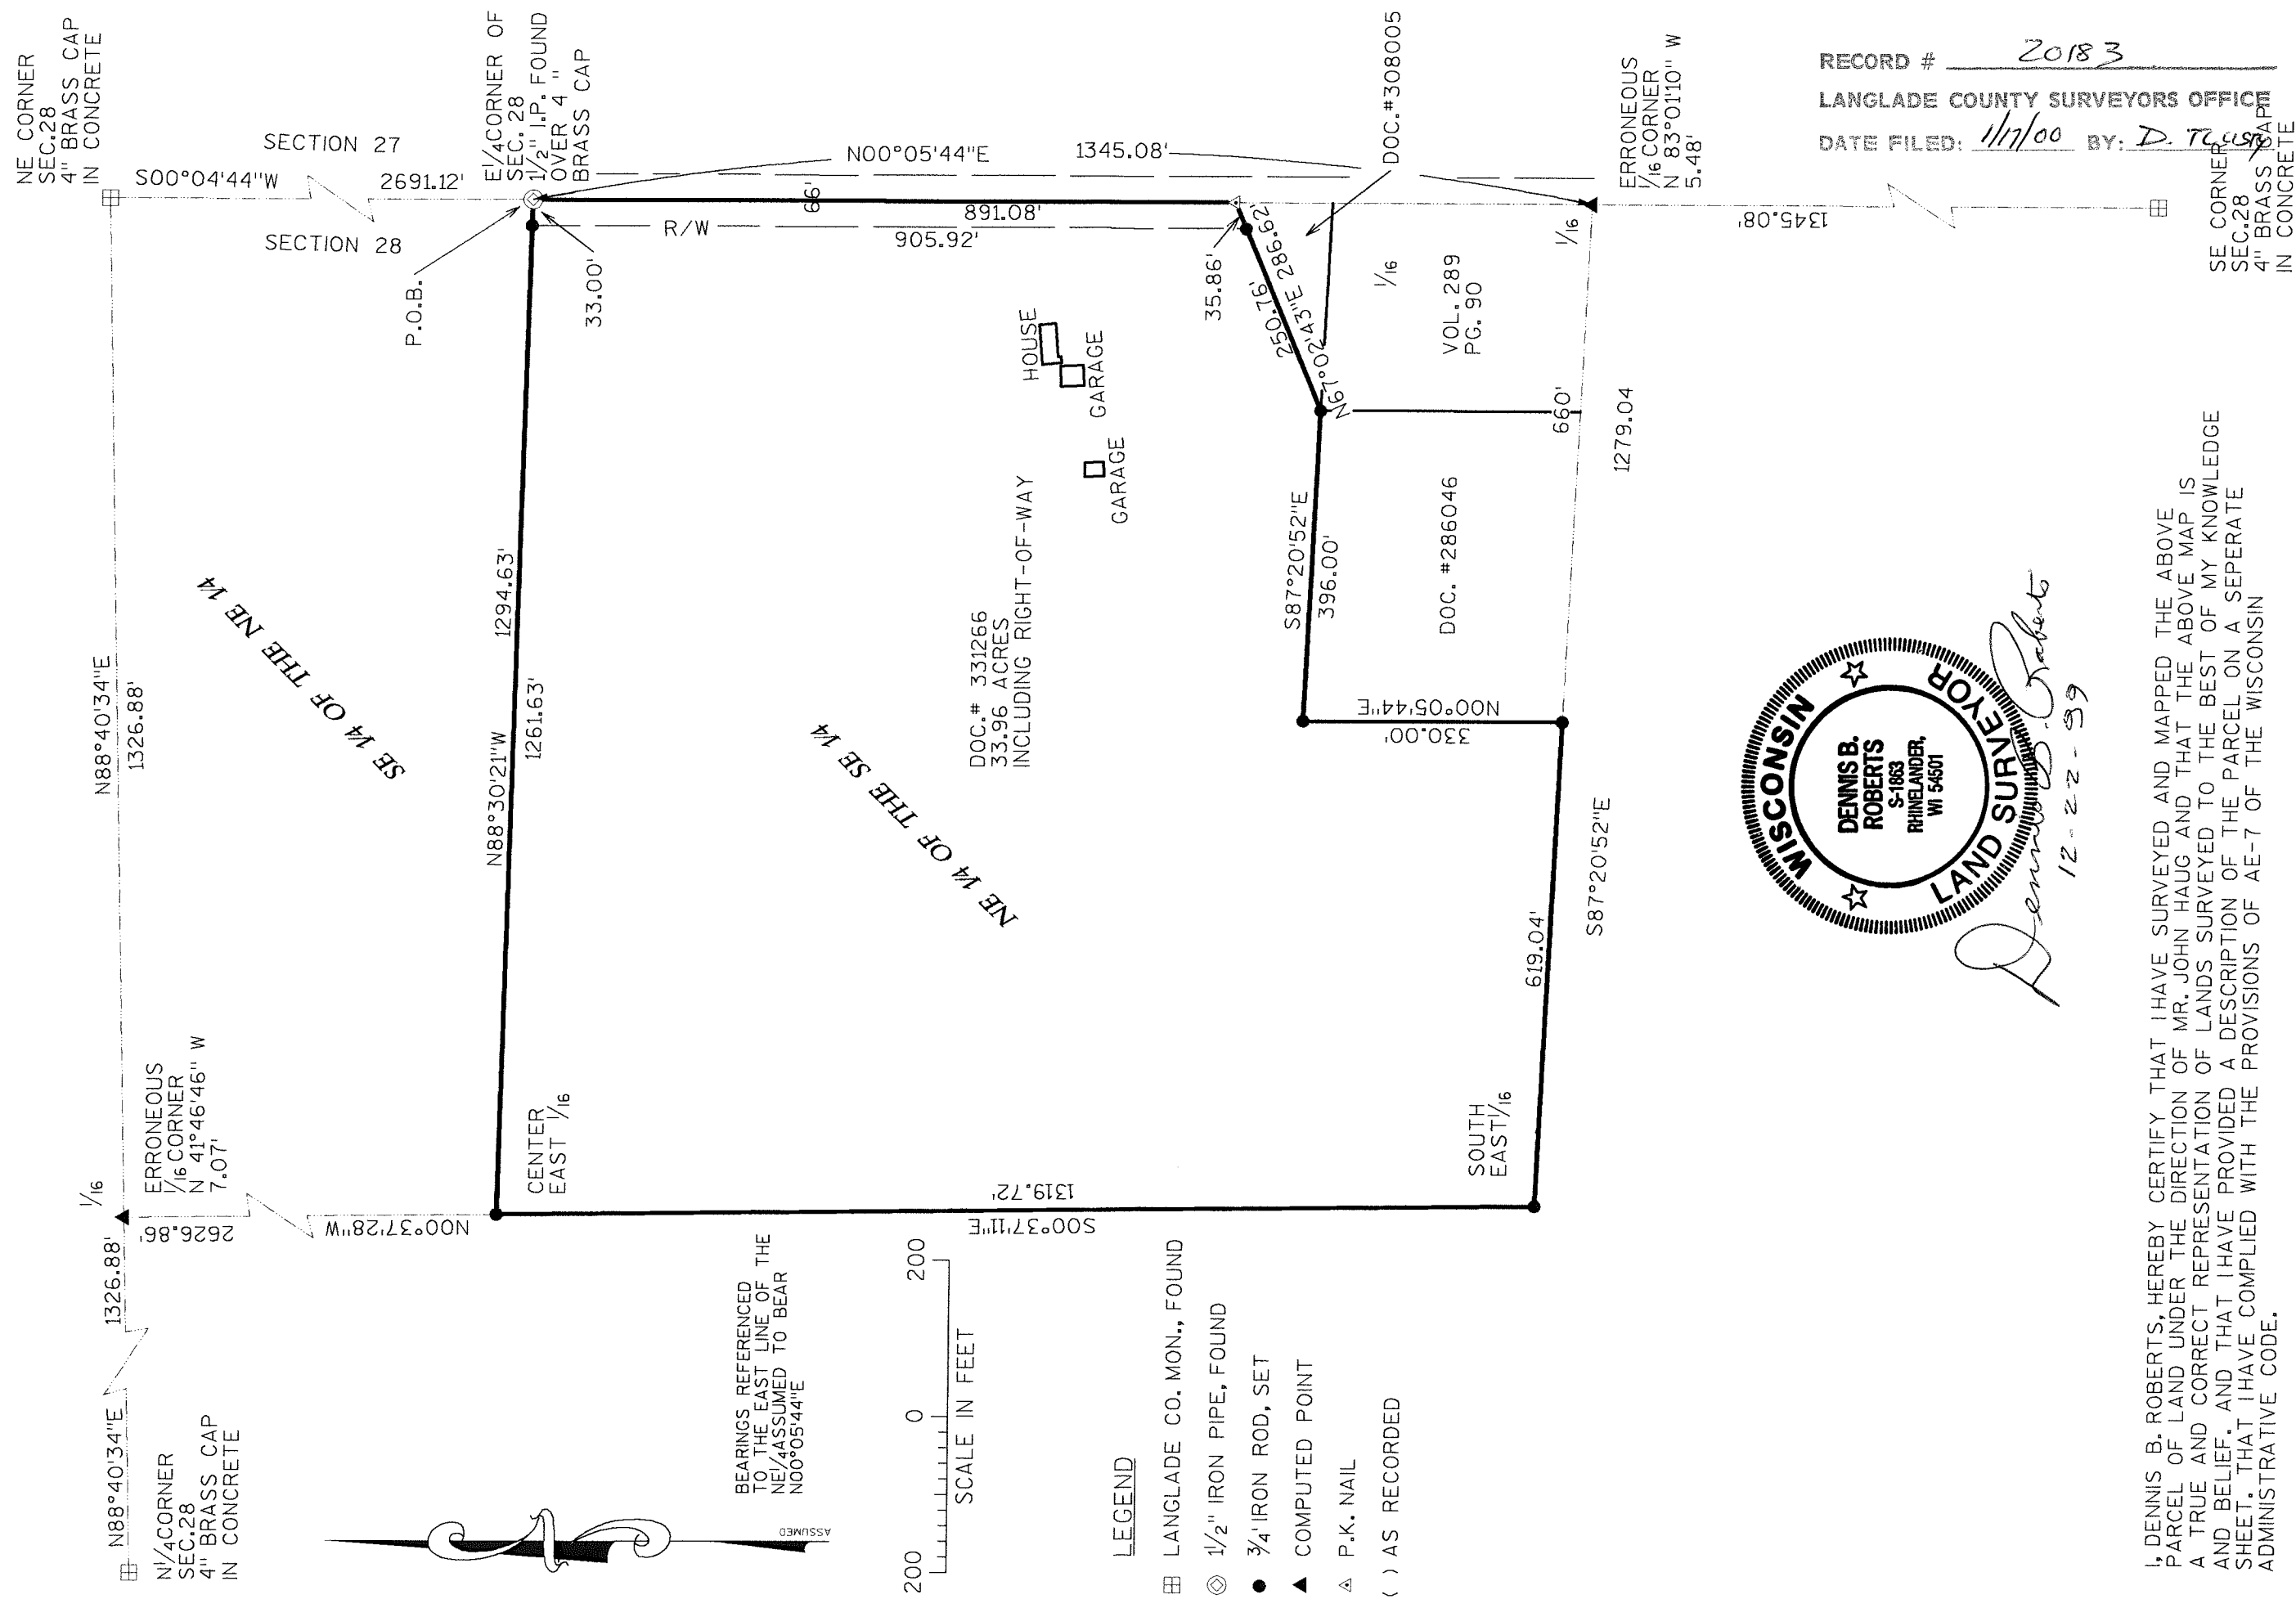 NE CORNER
SEC.28
4" BRASS CAP
IN CONCRETE
SECTION 27
S00°04'44"W
2691.12'
SECTION 28
E1/4CORNER OF
SEC. 28
1/2" I.P. FOUND
OVER 4"
BRASS CAP
P.O.B.
33.00'
N00°05'44"E
1345.08'
66'
R/W
891.08'
905.92'
35.86'
DOC.#308005
ERRONEOUS
1/16 CORNER
N 83°01'10" W
5.48'
RECORD # 20183
LANGLADE COUNTY SURVEYORS OFFICE
DATE FILED: 1/17/00 BY: D. TLUSTY
1345.08'
SE CORNER
SEC.28
4" BRASS CAP
IN CONCRETE
N88°40'34"E
1326.88'
SE 1/4 OF THE NE 1/4
1294.63'
N88°30'21"W
1261.63'
HOUSE
GARAGE
GARAGE
250.76'
N67°02'43"E 286.62'
1/16
1/16
VOL.289
PG. 90
660'
1279.04
DOC.# 331266
33.96 ACRES
INCLUDING RIGHT-OF-WAY
NE 1/4 OF THE SE 1/4
S87°20'52"E
396.00'
DOC. #286046
N00°05'44"E
330.00'
619.04'
S87°20'52"E
1/16
ERRONEOUS
1/16 CORNER
N 41°46'46" W
7.07'
2626.86'
N00°37'28"W
CENTER
EAST 1/16
1319.72'
S00°37'11"E
SOUTH
EAST1/16
1326.88'
N88°40'34"E
N1/4CORNER
SEC.28
4" BRASS CAP
IN CONCRETE
N
ASSUMED
BEARINGS REFERENCED
TO THE EAST LINE OF THE
NE1/4ASSUMED TO BEAR
N00°05'44"E
200 0 200
SCALE IN FEET
LEGEND
LANGLADE CO. MON., FOUND
1 1/2" IRON PIPE, FOUND
3/4' IRON ROD, SET
COMPUTED POINT
P.K. NAIL
( ) AS RECORDED
WISCONSIN
DENNIS B.
ROBERTS
S-1863
RHINELANDER,
WI 54501
LAND SURVEYOR
Dennis B. Roberts
12-22-99
I, DENNIS B. ROBERTS, HEREBY CERTIFY THAT I HAVE SURVEYED AND MAPPED THE ABOVE
PARCEL OF LAND UNDER THE DIRECTION OF MR. JOHN HAUG AND THAT THE ABOVE MAP IS
A TRUE AND CORRECT REPRESENTATION OF LANDS SURVEYED TO THE BEST OF MY KNOWLEDGE
AND BELIEF. AND THAT I HAVE PROVIDED A DESCRIPTION OF THE PARCEL ON A SEPERATE
SHEET. THAT I HAVE COMPLIED WITH THE PROVISIONS OF AE-7 OF THE WISCONSIN
ADMINISTRATIVE CODE.